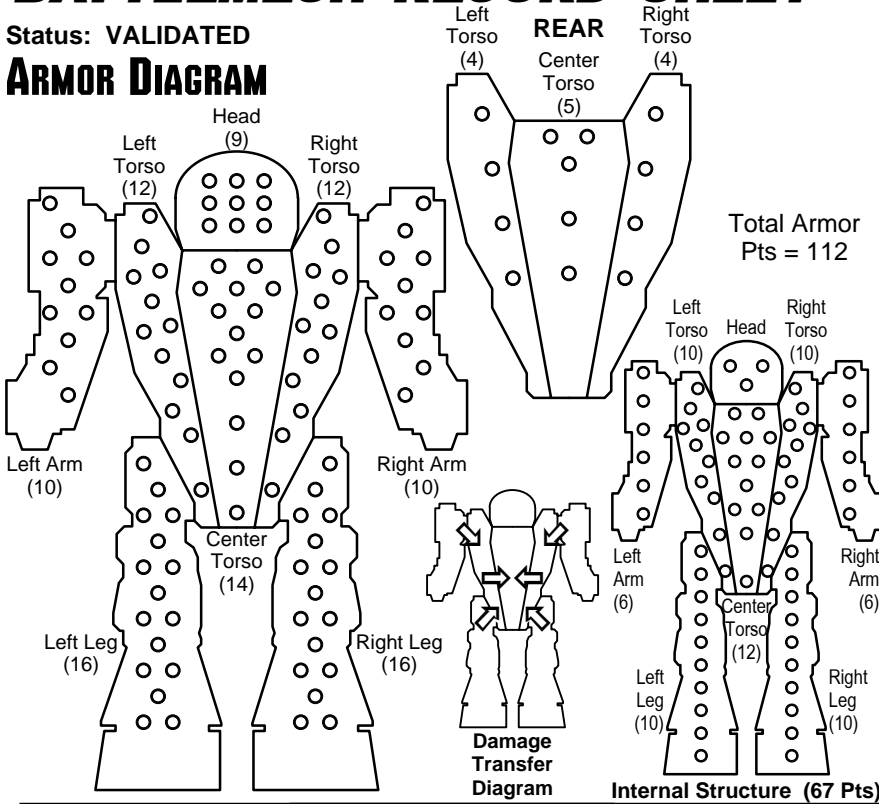 BATTLEMECH RECORD SHEET
Status: VALIDATED
ARMOR DIAGRAM
Head
(9)
Left
Torso
(12)
Right
Torso
(12)
Left Arm
(10)
Right Arm
(10)
Center
Torso
(14)
Left Leg
(16)
Right Leg
(16)
Left
Torso
(4)
REAR
Right
Torso
(4)
Center
Torso
(5)
Total Armor
Pts = 112
Left
Torso
(10)
Head
Right
Torso
(10)
Left
Arm
(6)
Right
Arm
(6)
Center
Torso
(12)
Left
Leg
(10)
Right
Leg
(10)
Damage
Transfer
Diagram
Internal Structure (67 Pts)